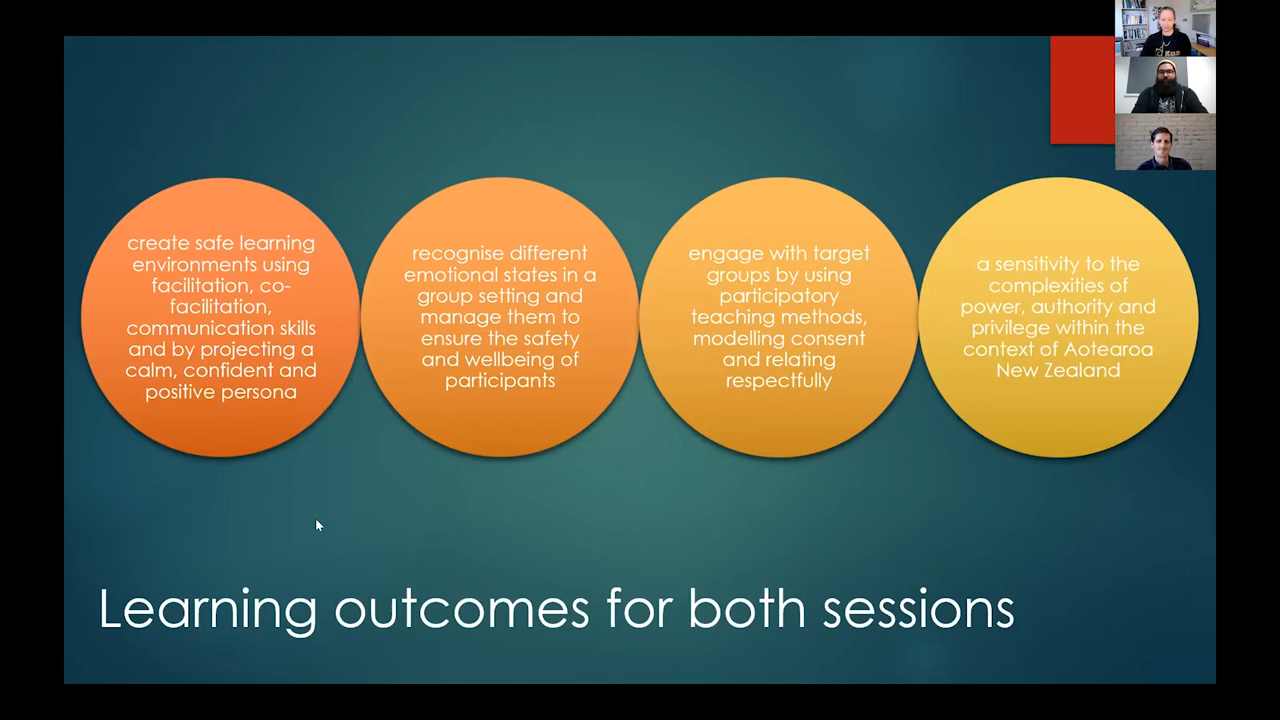 create safe learning
environments using
facilitation, co-
facilitation,
communication skills
and by projecting a
calm, confident and
positive persona
recognise different
emotional states in a
group setting and
manage them to
ensure the safety
and wellbeing of
participants
engage with target
groups by using
participatory
teaching methods,
modelling consent
and relating
respectfully
a sensitivity to the
complexities of
power, authority and
privilege within the
context of Aotearoa
New Zealand
Learning outcomes for both sessions